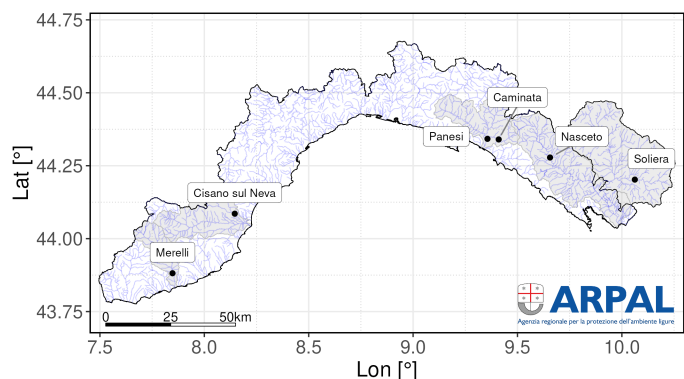 44.75
44.50
44.25
44.00
43.75
Lat [°]
Caminata
Panesi
Nasceto
Soliera
Cisano sul Neva
Merelli
0 25 50km
ARPAL
Agenzia regionale per la protezione dell'ambiente ligure
7.5 8.0 8.5 9.0 9.5 10.0
Lon [°]